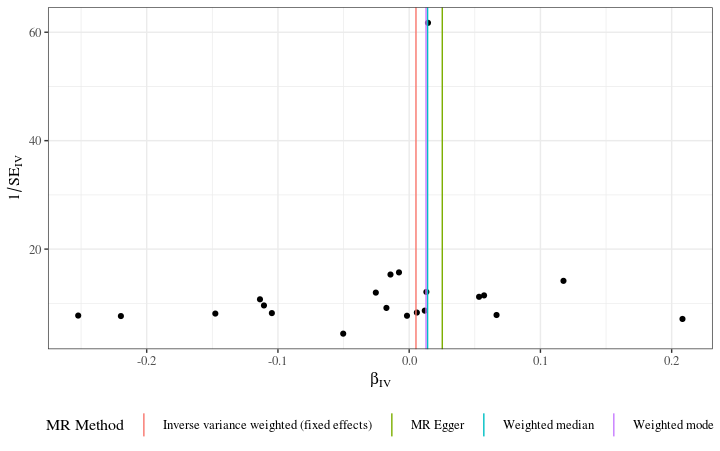 60
40
20
1/SE_IV
-0.2 -0.1 0.0 0.1 0.2
β_IV
MR Method Inverse variance weighted (fixed effects) MR Egger Weighted median Weighted mode